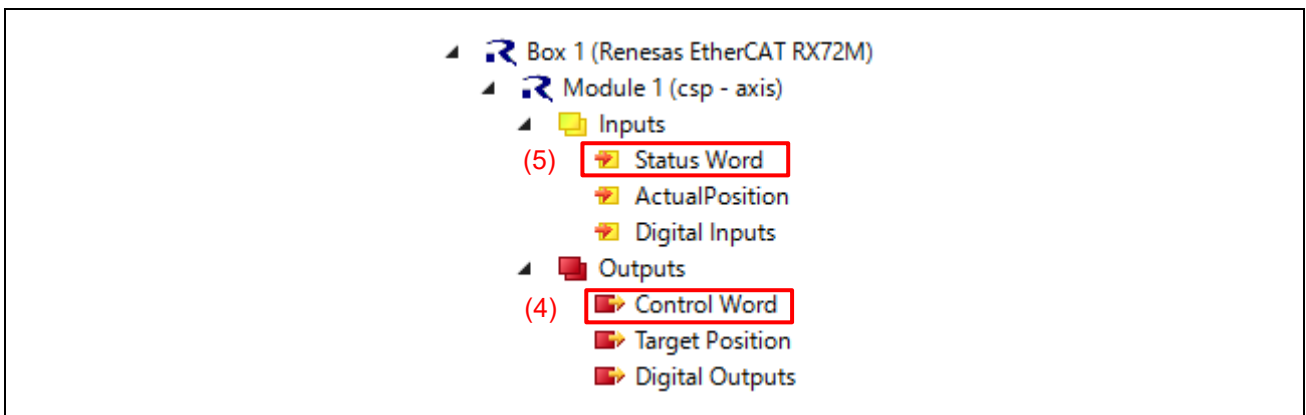 Box 1 (Renesas EtherCAT RX72M)
Module 1 (csp - axis)
Inputs
(5) Status Word
ActualPosition
Digital Inputs
Outputs
(4) Control Word
Target Position
Digital Outputs